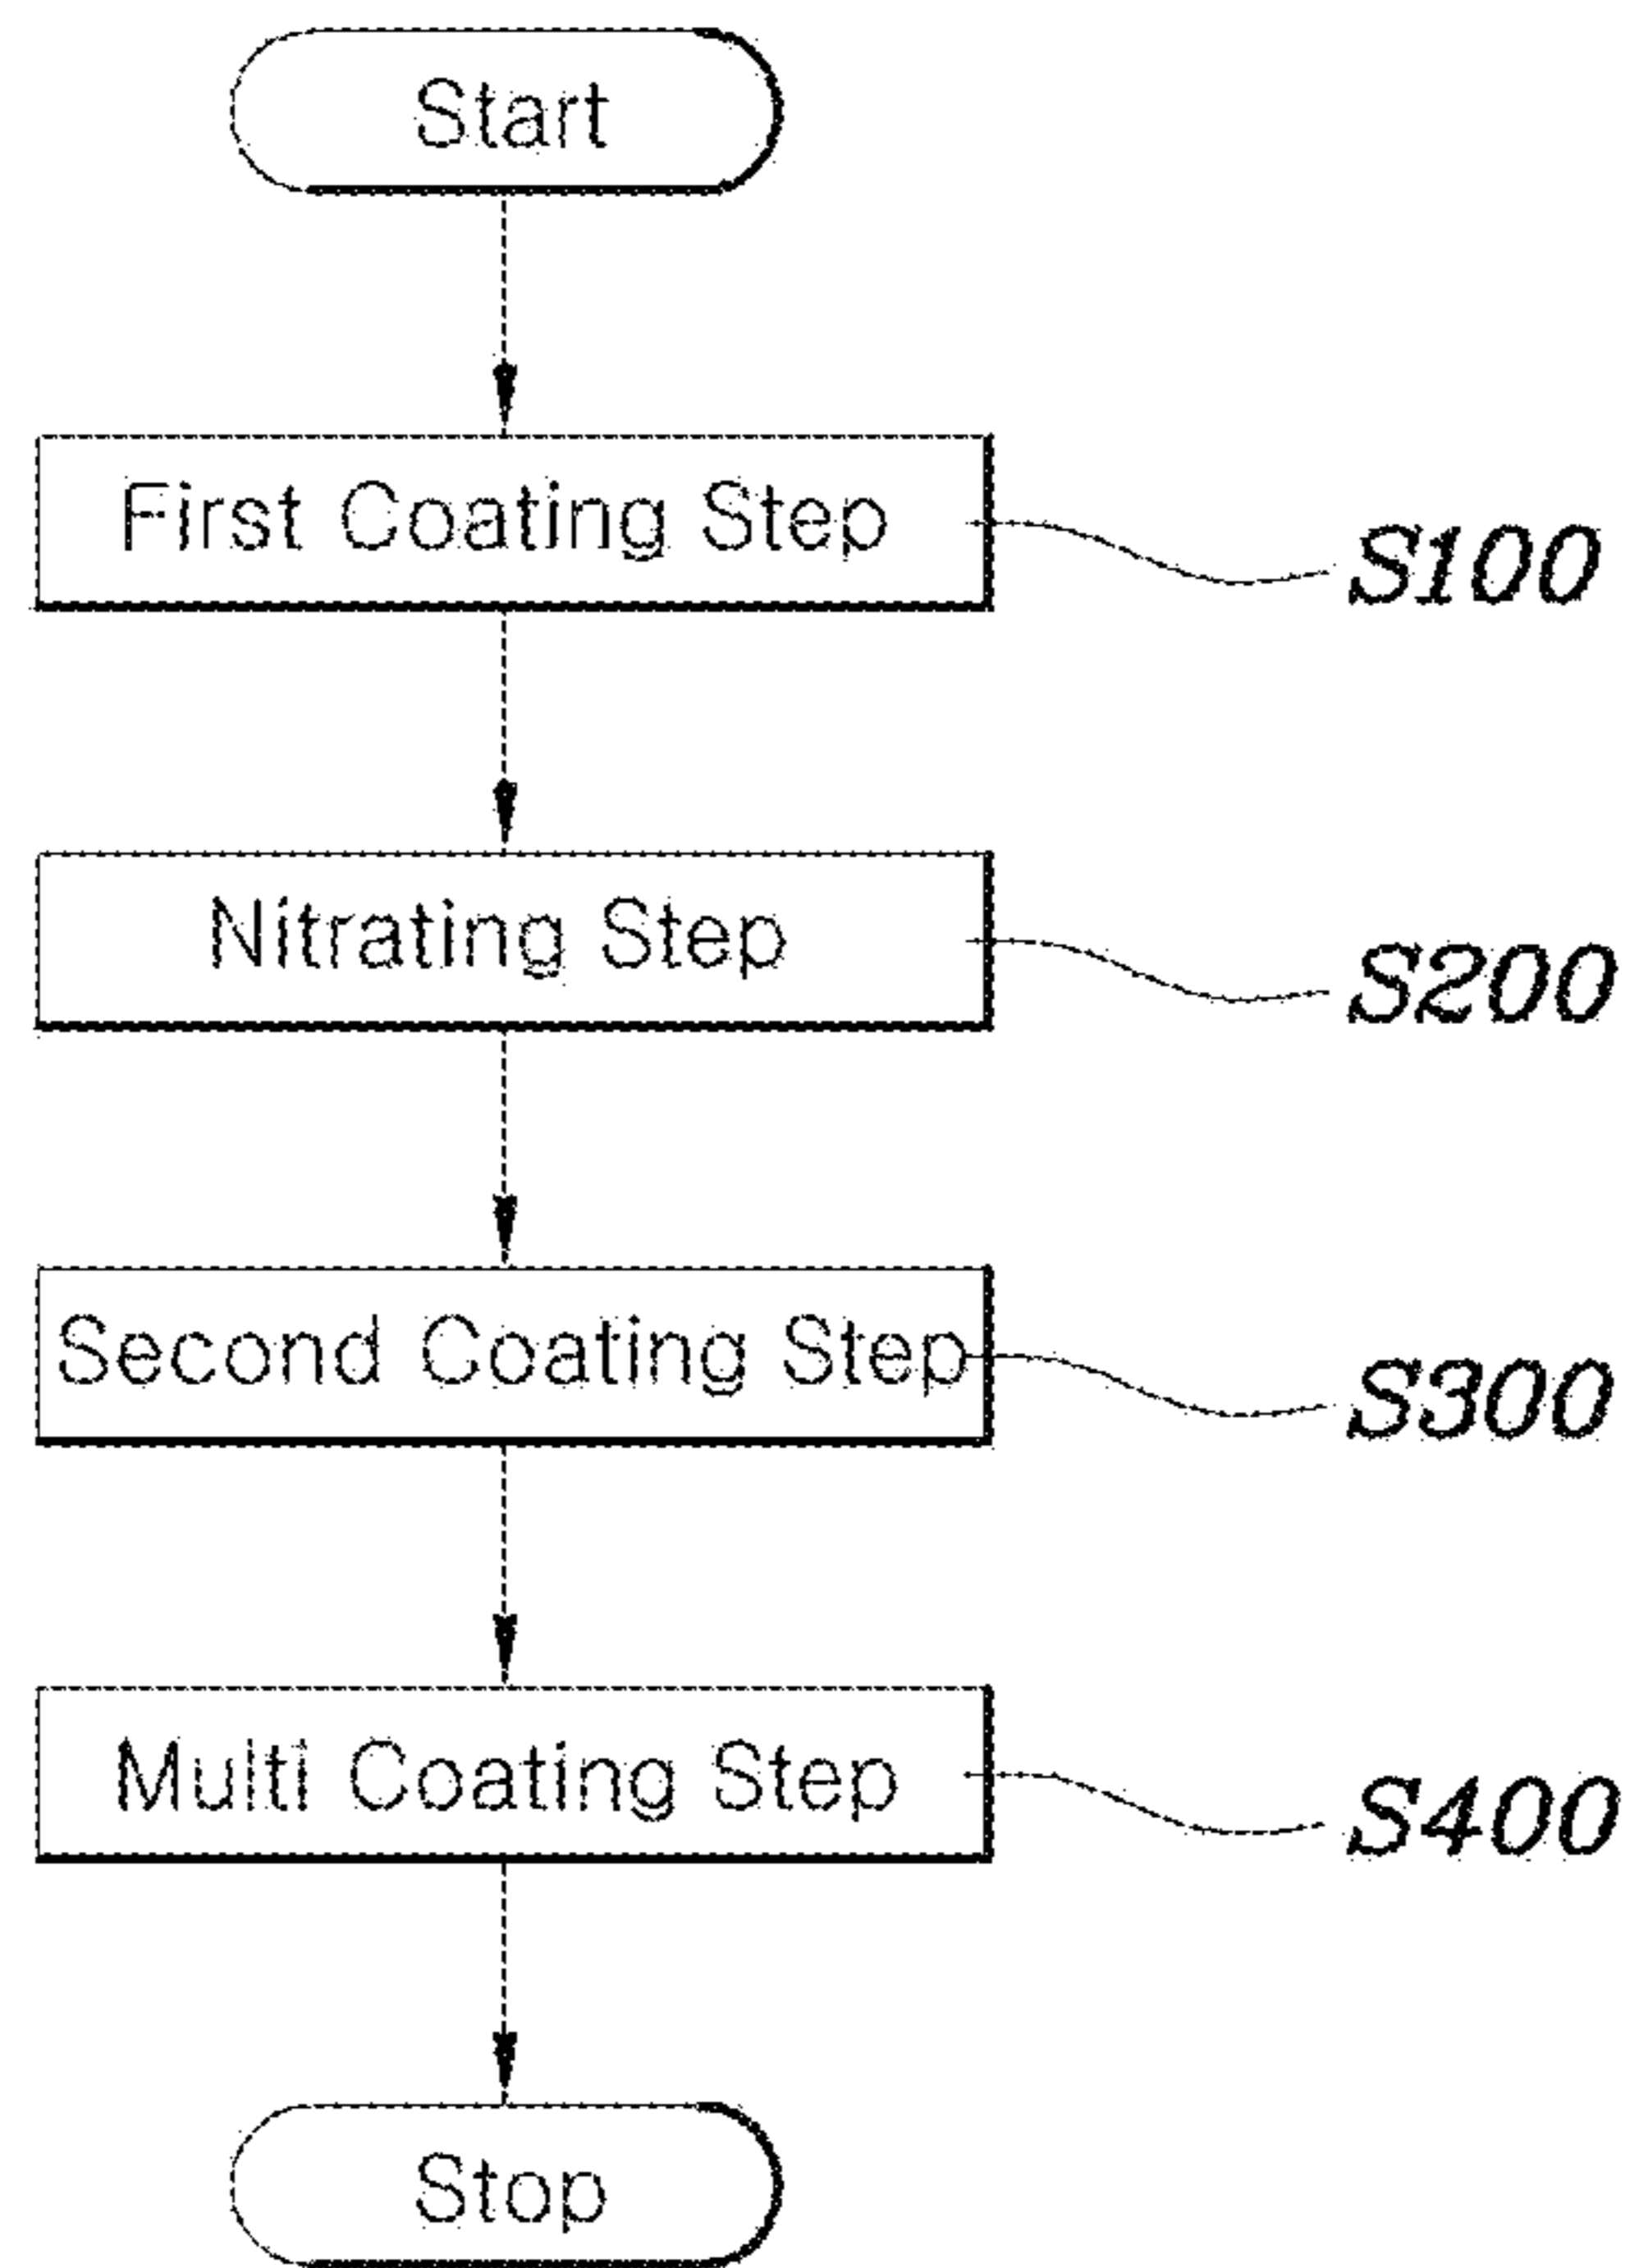 Start
First Coating Step
S100
Nitrating Step
S200
Second Coating Step
S300
Multi Coating Step
S400
Stop